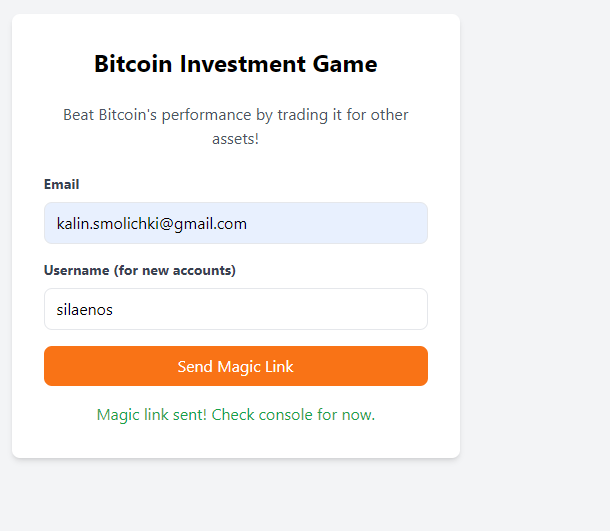 Bitcoin Investment Game
Beat Bitcoin's performance by trading it for other
assets!
Email
kalin.smolichki@gmail.com
Username (for new accounts)
silaenos
Send Magic Link
Magic link sent! Check console for now.